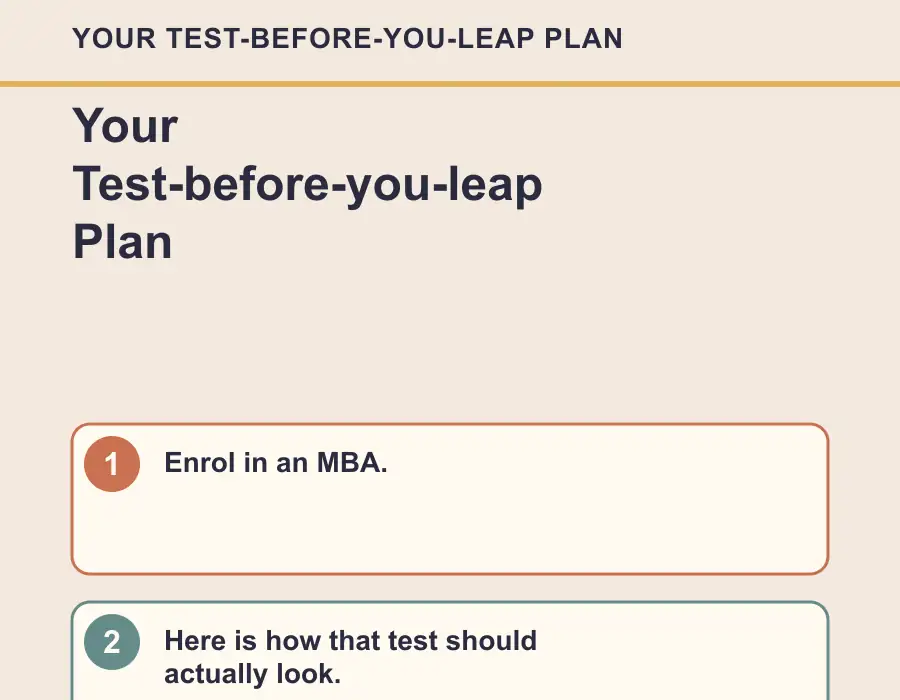 YOUR TEST-BEFORE-YOU-LEAP PLAN
Your
Test-before-you-leap
Plan
1
Enrol in an MBA.
2
Here is how that test should
actually look.